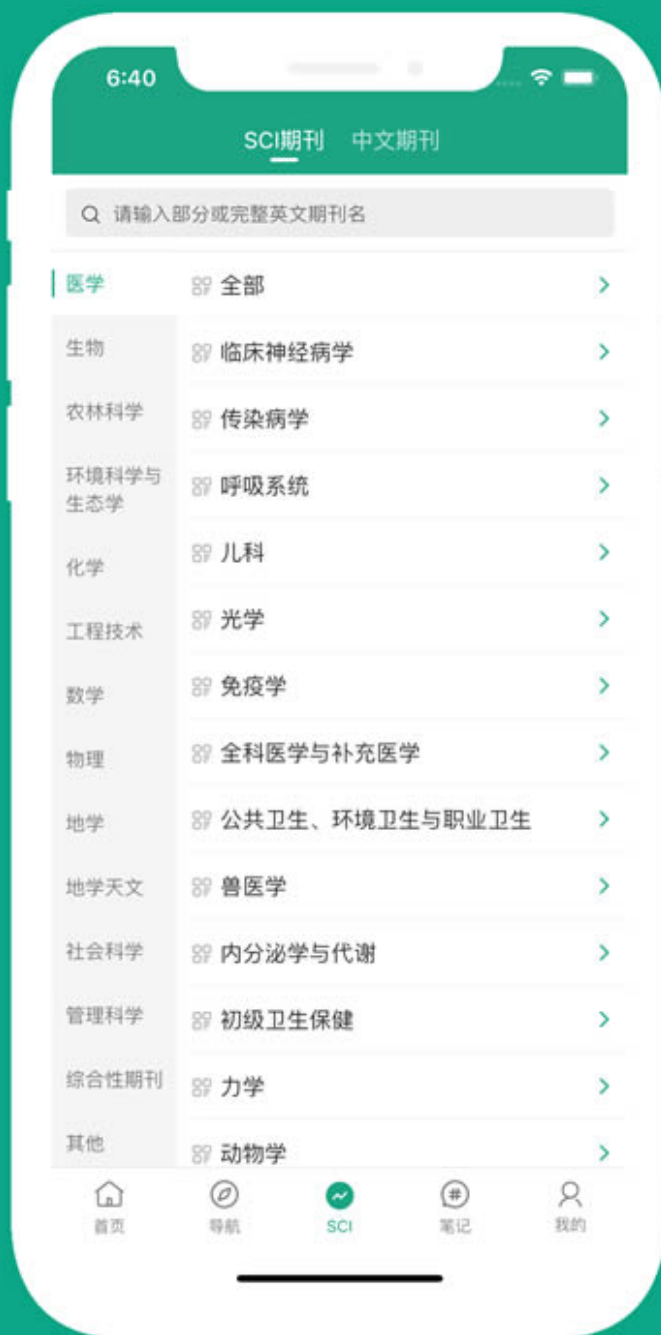 6:40
SCI期刊 中文期刊
请输入部分或完整英文期刊名
医学
生物
农林科学
环境科学与
生态学
化学
工程技术
数学
物理
地学
地学天文
社会科学
管理科学
综合性期刊
其他
全部
临床神经病学
传染病学
呼吸系统
儿科
光学
免疫学
全科医学与补充医学
公共卫生、环境卫生与职业卫生
兽医学
内分泌学与代谢
初级卫生保健
力学
动物学
首页 导航 SCI 笔记 我的